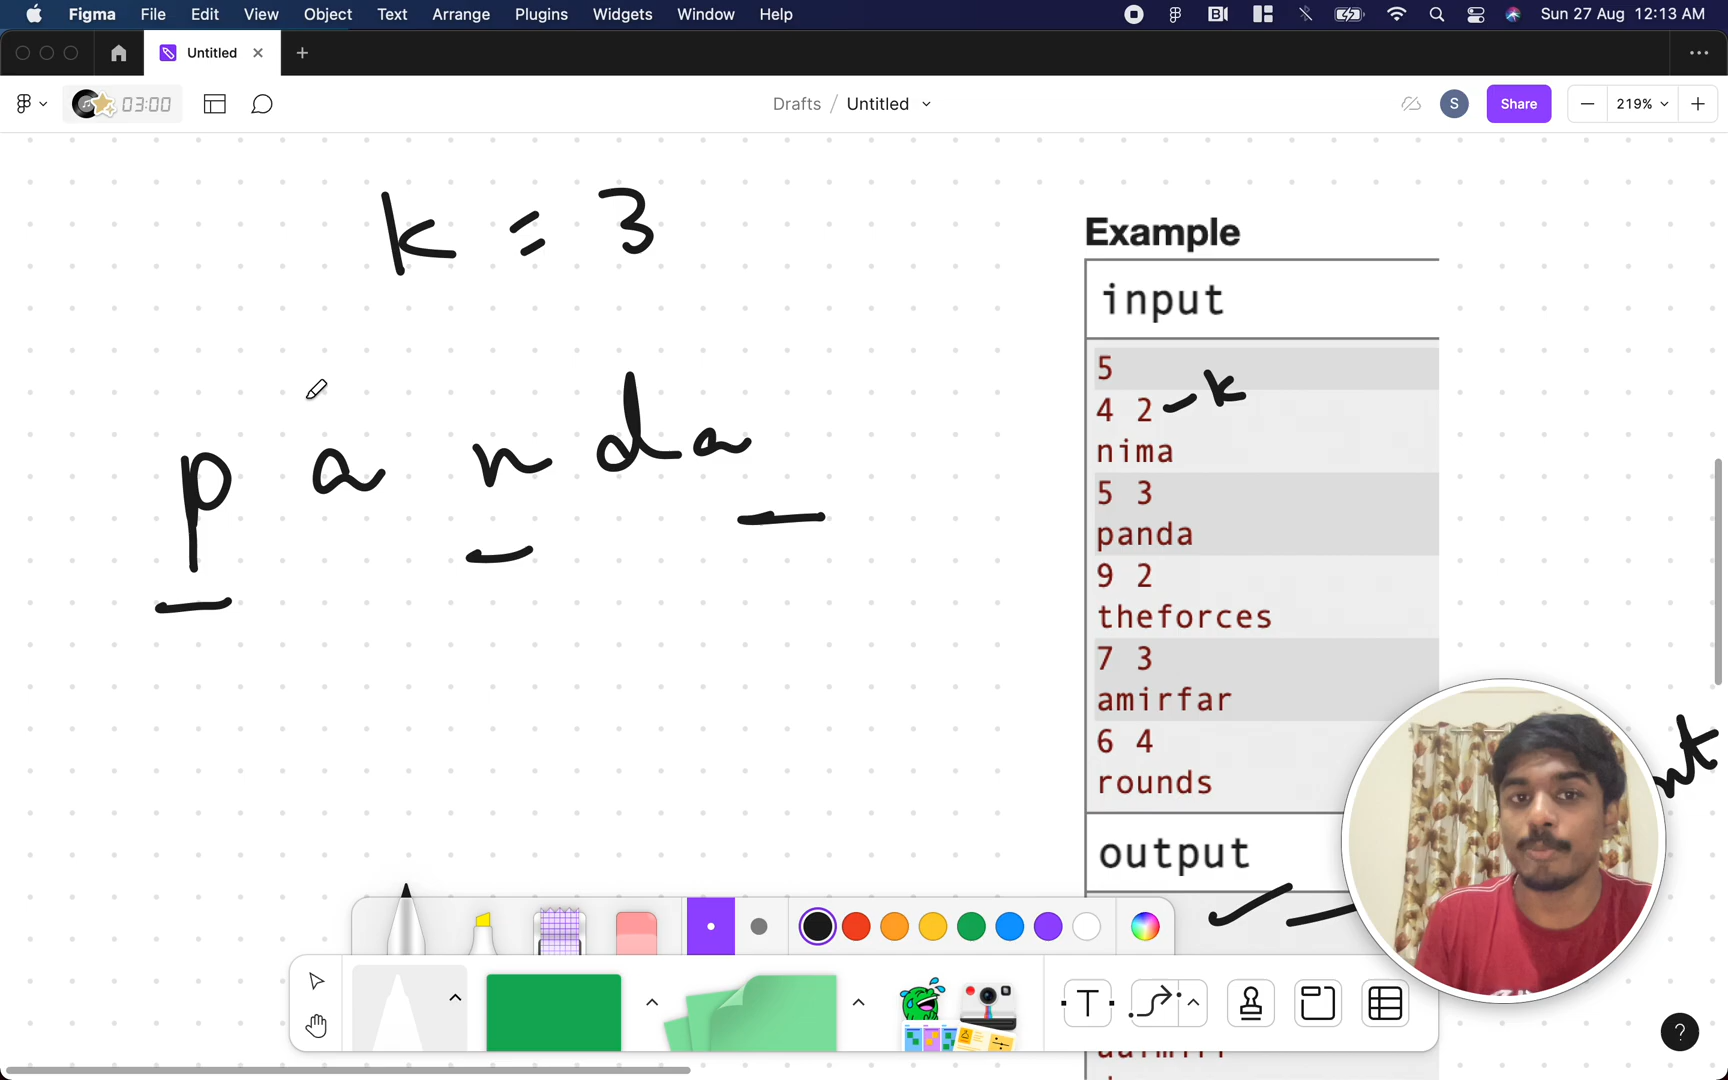 Figma File Edit View Object Text Arrange Plugins Widgets Window Help Sun 27 Aug 12:13 AM
Untitled
03:00 Drafts / Untitled S Share 219%
k = 3
Example
input
5
4 2 k
nima
5 3
panda
panda
9 2
theforces
7 3
amirfar
6 4
rounds
output
T
?